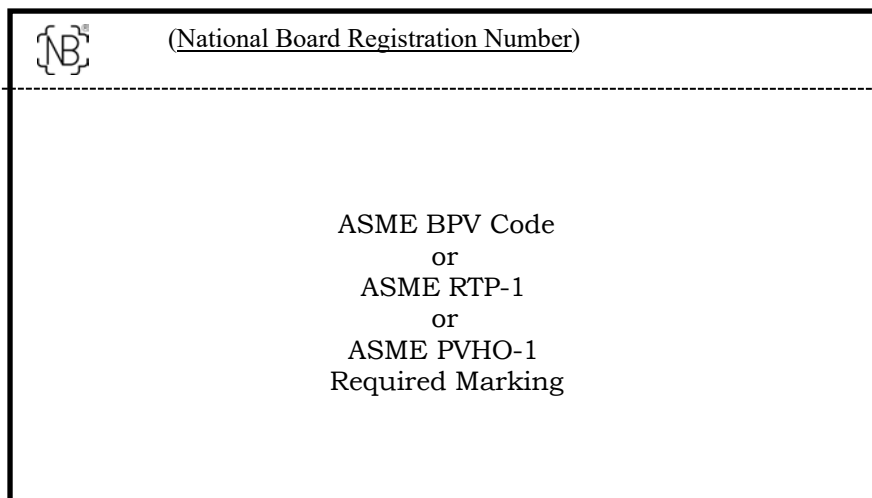 NB®
(National Board Registration Number)
ASME BPV Code
or
ASME RTP-1
or
ASME PVHO-1
Required Marking